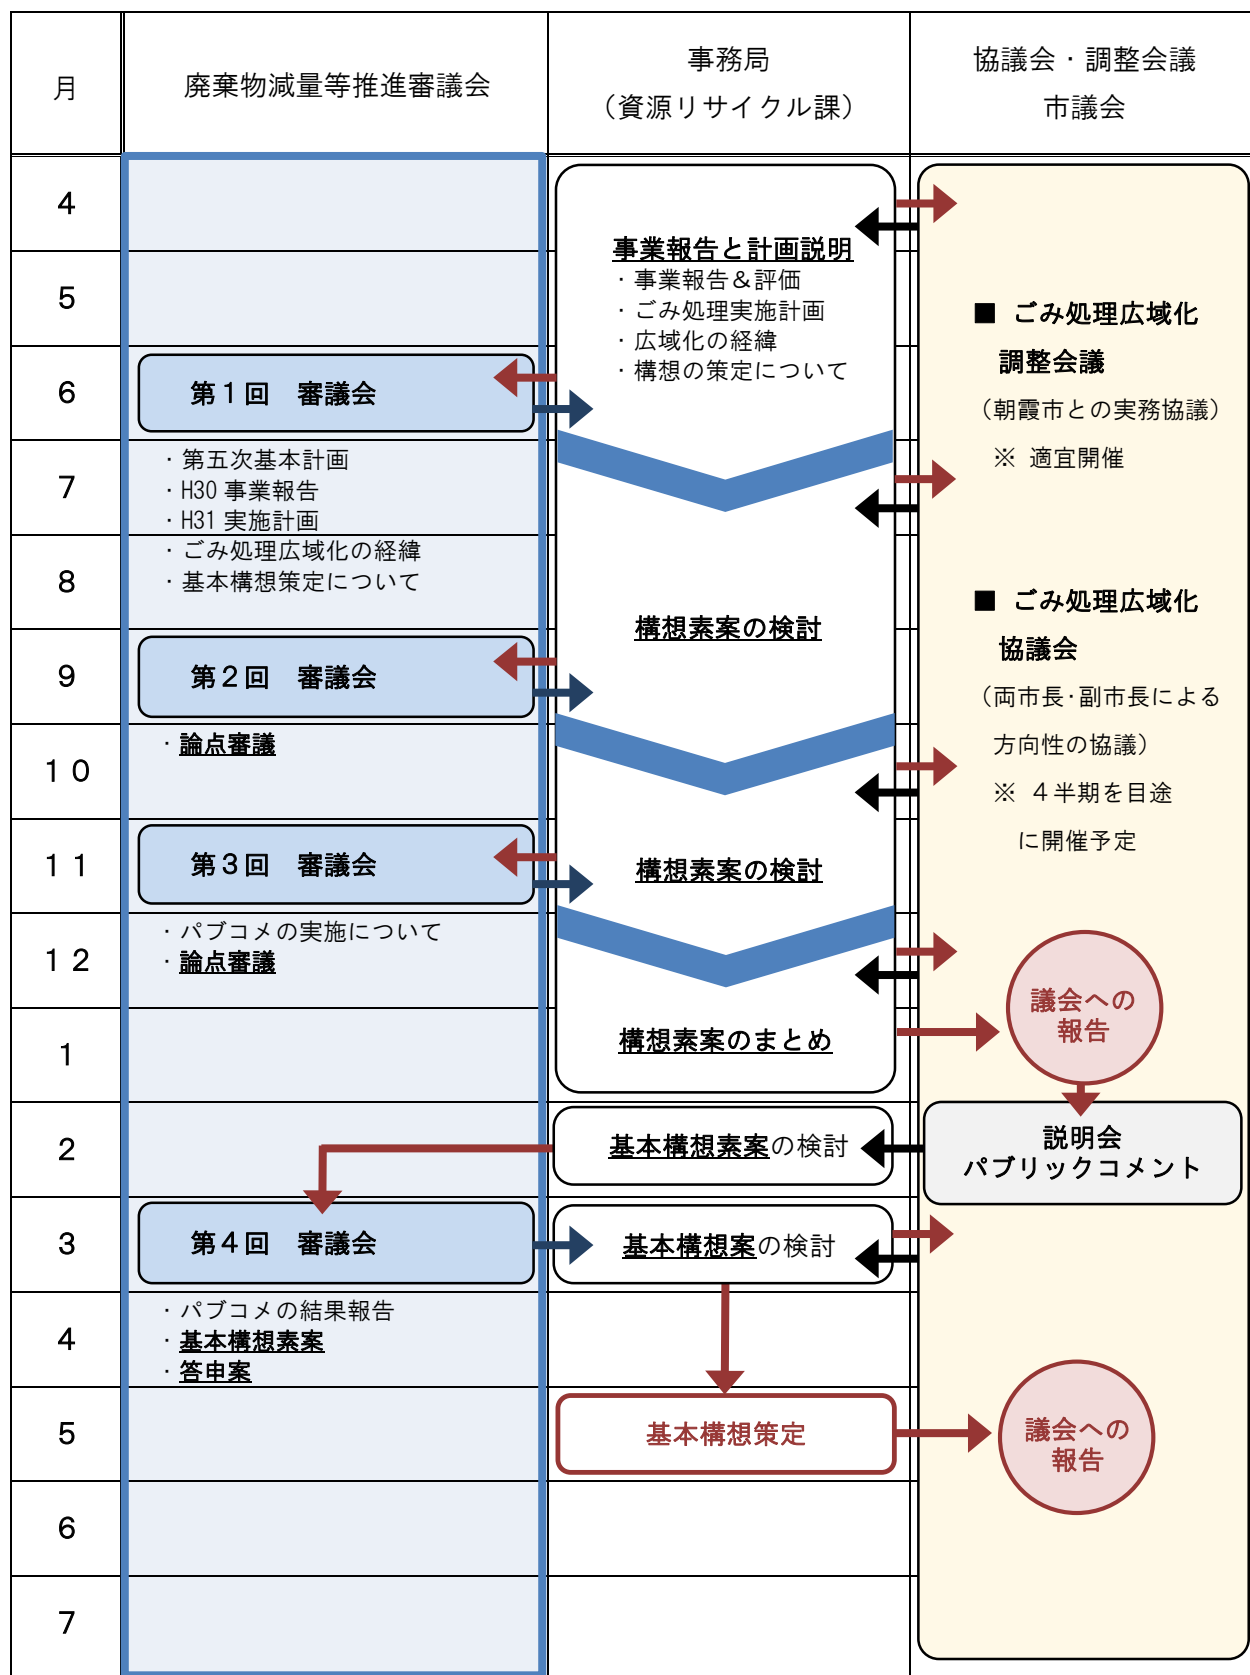 月
廃棄物減量等推進審議会
事務局
（資源リサイクル課）
協議会・調整会議
市議会
4
5
6
7
8
9
１０
１１
１２
1
2
3
4
5
6
7
第１回　審議会
・第五次基本計画
・H30 事業報告
・H31 実施計画
・ごみ処理広域化の経緯
・基本構想策定について
第２回　審議会
・論点審議
第３回　審議会
・パブコメの実施について
・論点審議
第４回　審議会
・パブコメの結果報告
・基本構想素案
・答申案
事業報告と計画説明
・事業報告＆評価
・ごみ処理実施計画
・広域化の経緯
・構想の策定について
構想素案の検討
構想素案の検討
構想素案のまとめ
基本構想素案の検討
基本構想案の検討
基本構想策定
■ ごみ処理広域化
調整会議
（朝霞市との実務協議）
※ 適宜開催
■ ごみ処理広域化
協議会
（両市長・副市長による
方向性の協議）
※ ４半期を目途
に開催予定
議会への
報告
説明会
パブリックコメント
議会への
報告